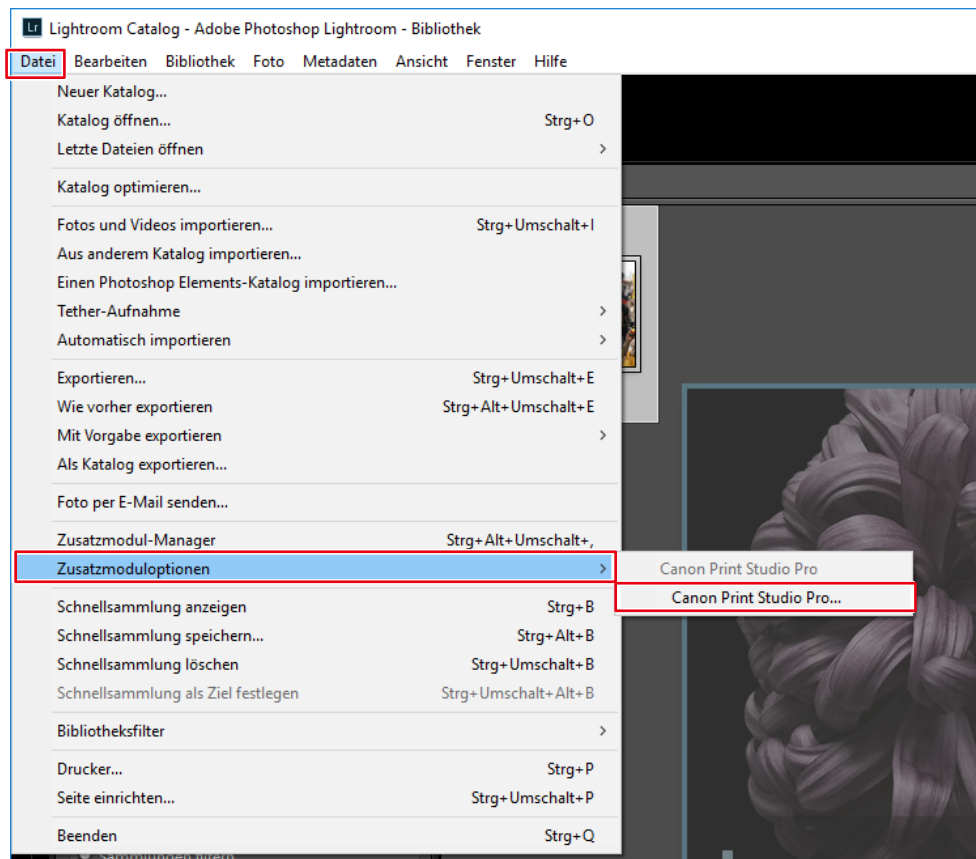 Lr Lightroom Catalog - Adobe Photoshop Lightroom - Bibliothek
Datei Bearbeiten Bibliothek Foto Metadaten Ansicht Fenster Hilfe
Neuer Katalog...
Katalog öffnen... Strg+O
Letzte Dateien öffnen
Katalog optimieren...
Fotos und Videos importieren... Strg+Umschalt+I
Aus anderem Katalog importieren...
Einen Photoshop Elements-Katalog importieren...
Tether-Aufnahme
Automatisch importieren
Exportieren... Strg+Umschalt+E
Wie vorher exportieren Strg+Alt+Umschalt+E
Mit Vorgabe exportieren
Als Katalog exportieren...
Foto per E-Mail senden...
Zusatzmodul-Manager Strg+Alt+Umschalt+,
Zusatzmoduloptionen Canon Print Studio Pro
Canon Print Studio Pro...
Schnellsammlung anzeigen Strg+B
Schnellsammlung speichern... Strg+Alt+B
Schnellsammlung löschen Strg+Umschalt+B
Schnellsammlung als Ziel festlegen Strg+Umschalt+Alt+B
Bibliotheksfilter
Drucker... Strg+P
Seite einrichten... Strg+Umschalt+P
Beenden Strg+Q
Sammlungen filtern